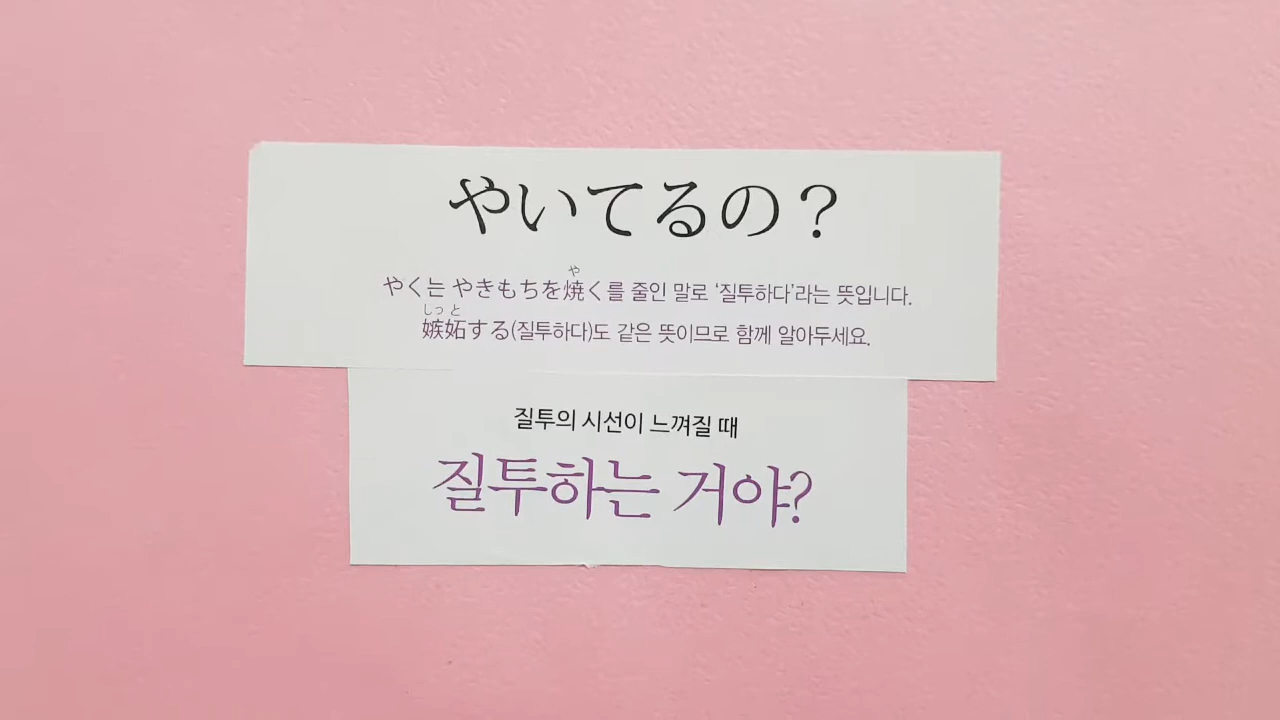 やいてるの？
やくは やきもちを焼くを 줄인 말로 ‘질투하다’라는 뜻입니다.
嫉妬する(질투하다)도 같은 뜻이므로 함께 알아두세요.
질투의 시선이 느껴질 때
질투하는 거야?